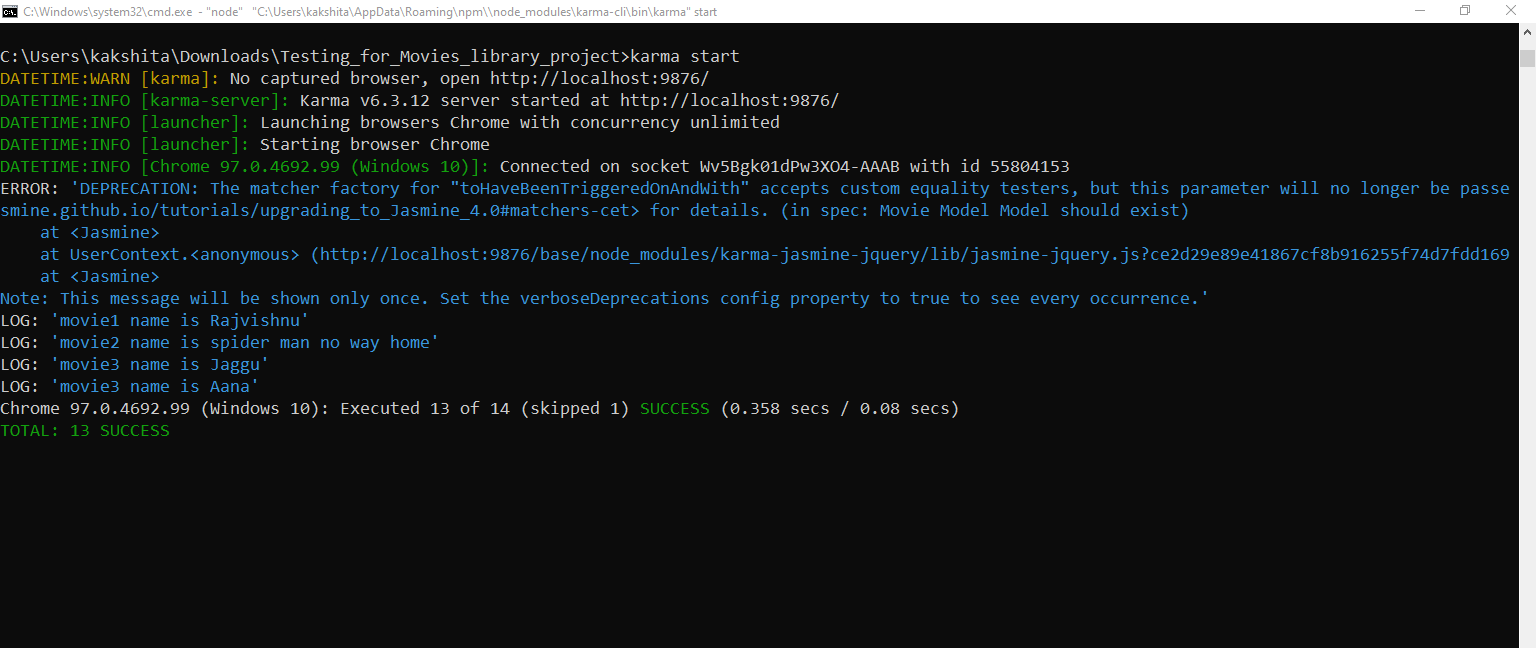 C:\Windows\system32\cmd.exe - "node" "C:\Users\kakshita\AppData\Roaming\npm\\node_modules\karma-cli\bin\karma" start
C:\Users\kakshita\Downloads\Testing_for_Movies_library_project>karma start
DATETIME:WARN [karma]: No captured browser, open http://localhost:9876/
DATETIME:INFO [karma-server]: Karma v6.3.12 server started at http://localhost:9876/
DATETIME:INFO [launcher]: Launching browsers Chrome with concurrency unlimited
DATETIME:INFO [launcher]: Starting browser Chrome
DATETIME:INFO [Chrome 97.0.4692.99 (Windows 10)]: Connected on socket Wv5Bgk01dPw3XO4-AAAB with id 55804153
ERROR: 'DEPRECATION: The matcher factory for "toHaveBeenTriggeredOnAndWith" accepts custom equality testers, but this parameter will no longer be passe
smine.github.io/tutorials/upgrading_to_Jasmine_4.0#matchers-cet> for details. (in spec: Movie Model Model should exist)
    at <Jasmine>
    at UserContext.<anonymous> (http://localhost:9876/base/node_modules/karma-jasmine-jquery/lib/jasmine-jquery.js?ce2d29e89e41867cf8b916255f74d7fdd169
    at <Jasmine>
Note: This message will be shown only once. Set the verboseDeprecations config property to true to see every occurrence.'
LOG: 'movie1 name is Rajvishnu'
LOG: 'movie2 name is spider man no way home'
LOG: 'movie3 name is Jaggu'
LOG: 'movie3 name is Aana'
Chrome 97.0.4692.99 (Windows 10): Executed 13 of 14 (skipped 1) SUCCESS (0.358 secs / 0.08 secs)
TOTAL: 13 SUCCESS